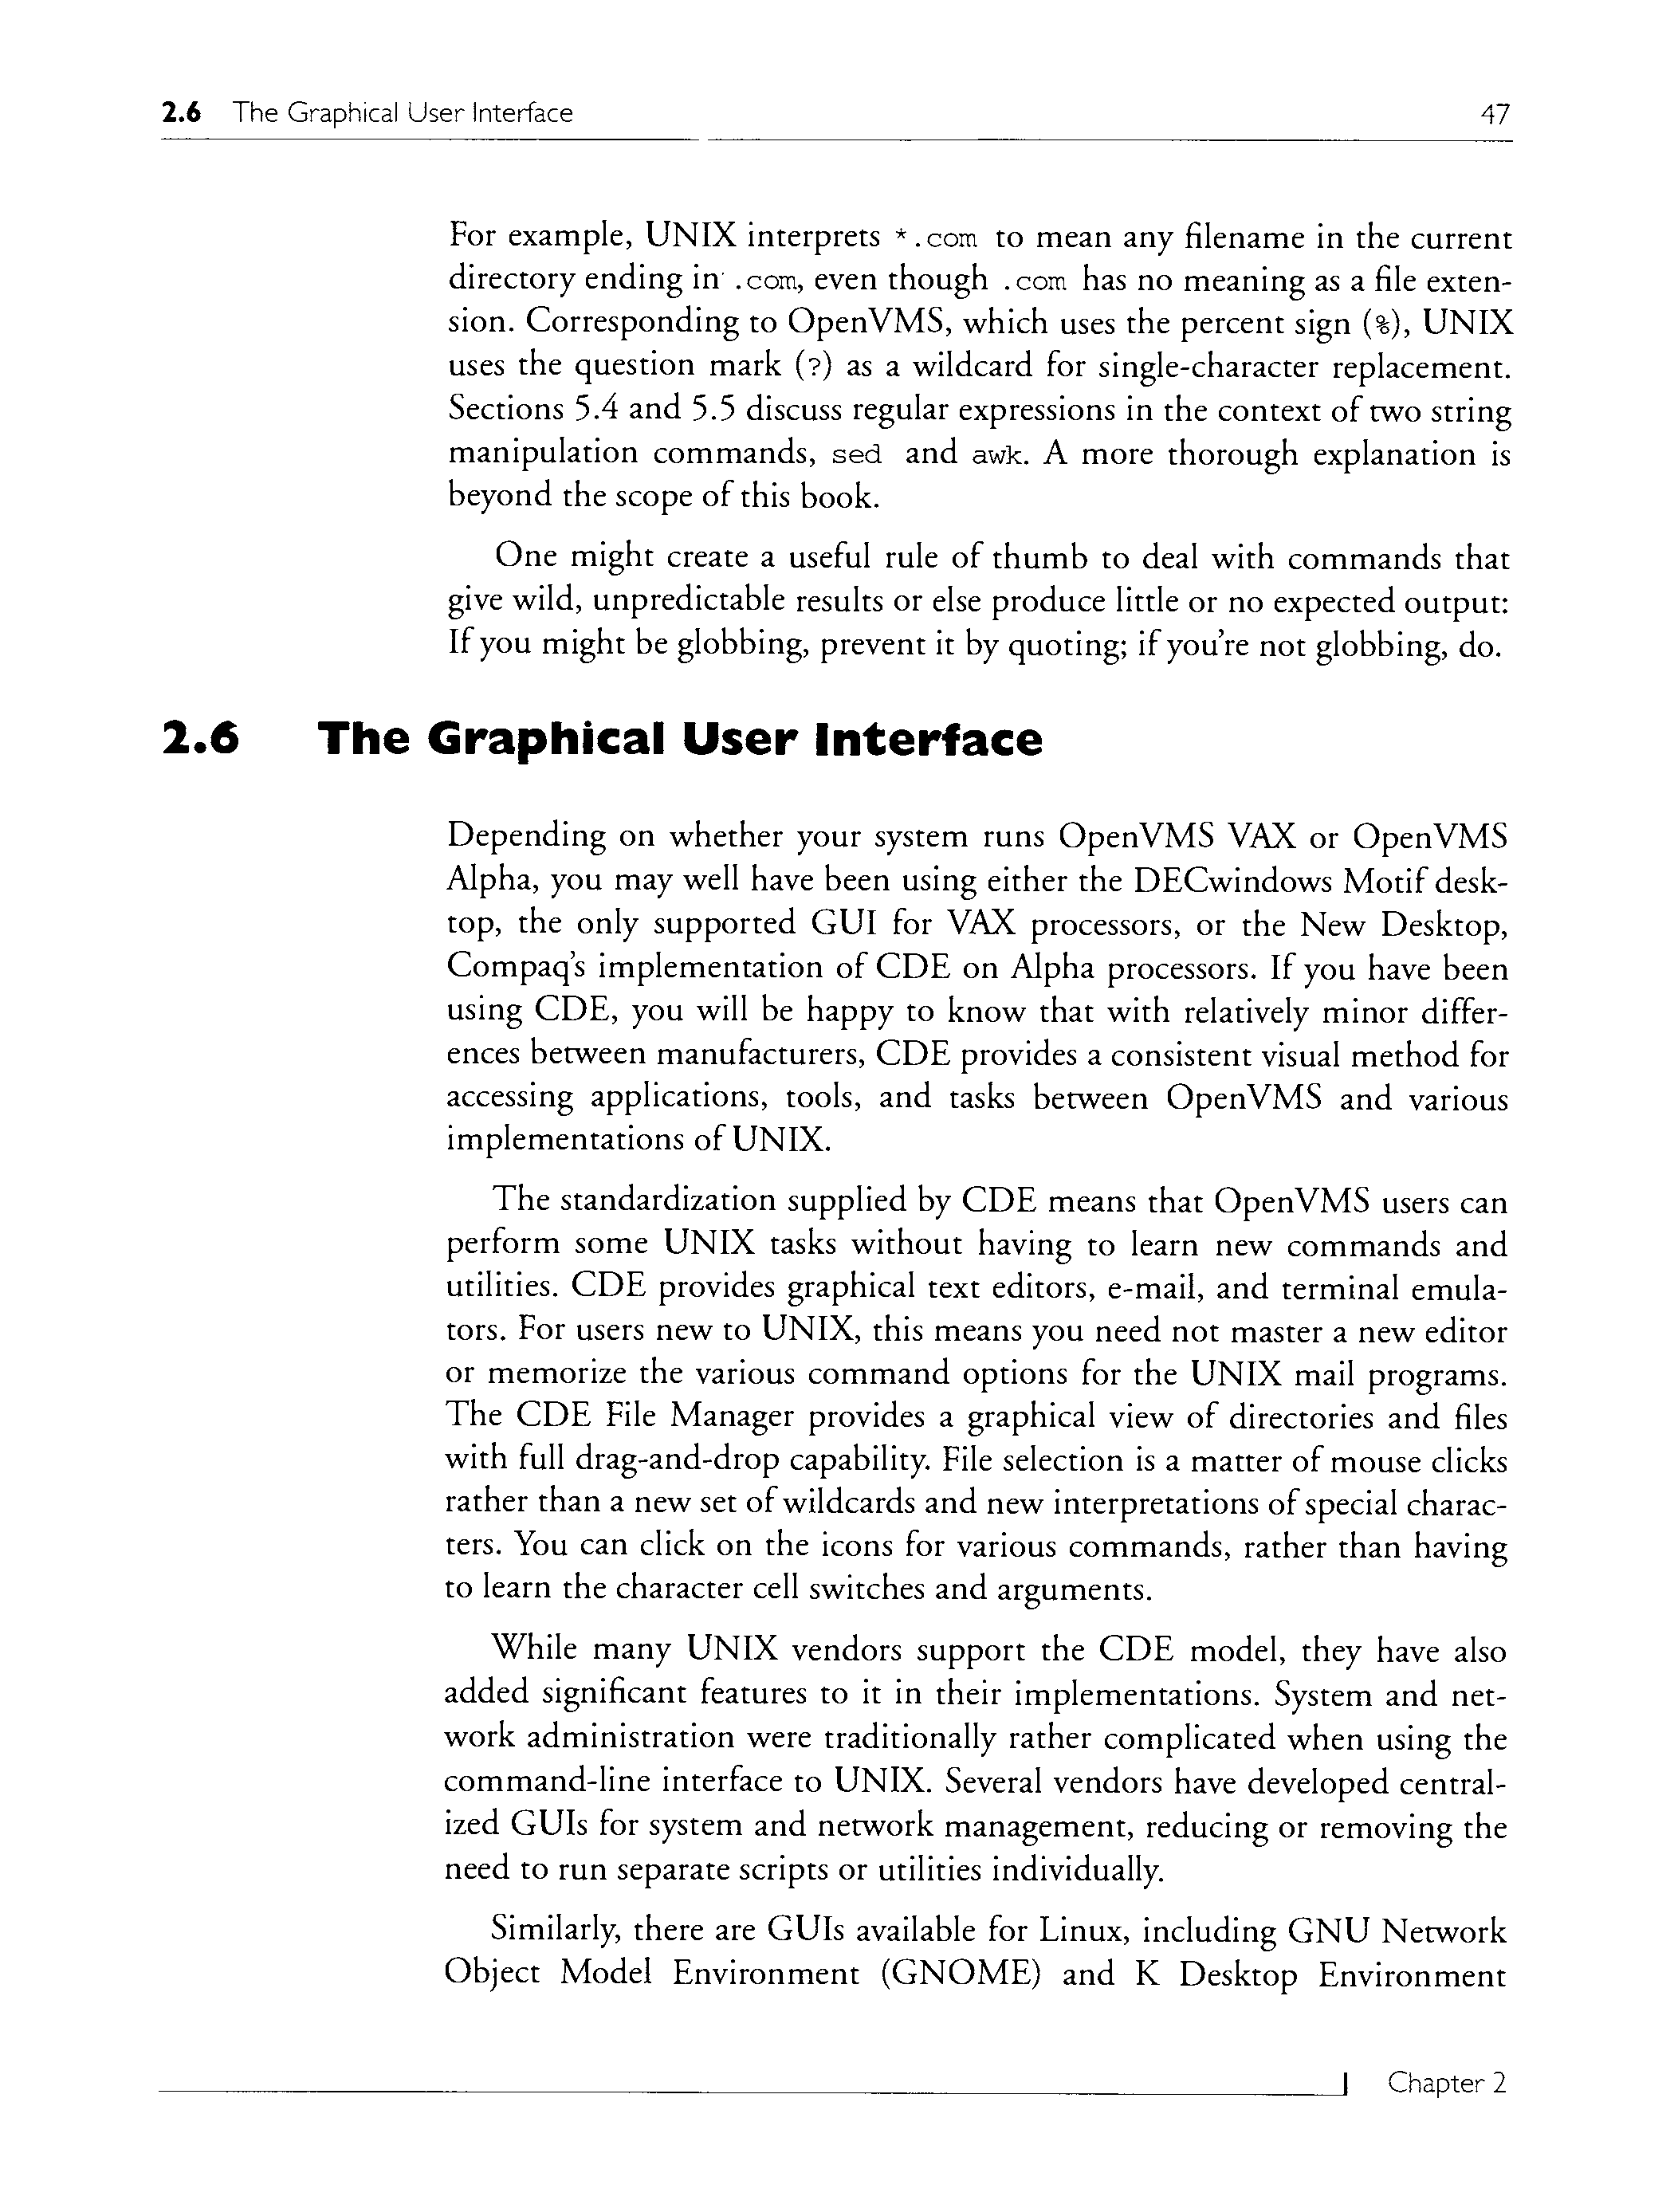 2.6 The Graphical User Interface 47
For example, UNIX interprets *.com to mean any filename in the current
directory ending in .com, even though .com has no meaning as a file exten-
sion. Corresponding to OpenVMS, which uses the percent sign (%), UNIX
uses the question mark (?) as a wildcard for single-character replacement.
Sections 5.4 and 5.5 discuss regular expressions in the context of two string
manipulation commands, sed and awk. A more thorough explanation is
beyond the scope of this book.
One might create a useful rule of thumb to deal with commands that
give wild, unpredictable results or else produce little or no expected output:
If you might be globbing, prevent it by quoting; if you're not globbing, do.
2.6 The Graphical User Interface
Depending on whether your system runs OpenVMS VAX or OpenVMS
Alpha, you may well have been using either the DECwindows Motif desk-
top, the only supported GUI for VAX processors, or the New Desktop,
Compaq's implementation of CDE on Alpha processors. If you have been
using CDE, you will be happy to know that with relatively minor differ-
ences between manufacturers, CDE provides a consistent visual method for
accessing applications, tools, and tasks between OpenVMS and various
implementations of UNIX.
The standardization supplied by CDE means that OpenVMS users can
perform some UNIX tasks without having to learn new commands and
utilities. CDE provides graphical text editors, e-mail, and terminal emula-
tors. For users new to UNIX, this means you need not master a new editor
or memorize the various command options for the UNIX mail programs.
The CDE File Manager provides a graphical view of directories and files
with full drag-and-drop capability. File selection is a matter of mouse clicks
rather than a new set of wildcards and new interpretations of special charac-
ters. You can click on the icons for various commands, rather than having
to learn the character cell switches and arguments.
While many UNIX vendors support the CDE model, they have also
added significant features to it in their implementations. System and net-
work administration were traditionally rather complicated when using the
command-line interface to UNIX. Several vendors have developed central-
ized GUIs for system and network management, reducing or removing the
need to run separate scripts or utilities individually.
Similarly, there are GUIs available for Linux, including GNU Network
Object Model Environment (GNOME) and K Desktop Environment
Chapter 2